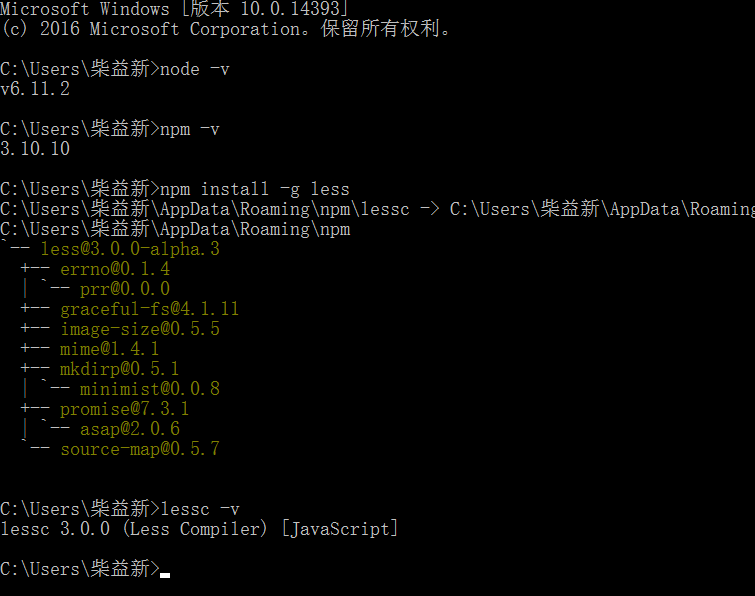 Microsoft Windows [版本 10.0.14393]
(c) 2016 Microsoft Corporation。保留所有权利。
C:\Users\柴益新>node -v
v6.11.2
C:\Users\柴益新>npm -v
3.10.10
C:\Users\柴益新>npm install -g less
C:\Users\柴益新\AppData\Roaming\npm\lessc -> C:\Users\柴益新\AppData\Roaming
C:\Users\柴益新\AppData\Roaming\npm
`-- less@3.0.0-alpha.3
  +-- errno@0.1.4
  | `-- prr@0.0.0
  +-- graceful-fs@4.1.11
  +-- image-size@0.5.5
  +-- mime@1.4.1
  +-- mkdirp@0.5.1
  | `-- minimist@0.0.8
  +-- promise@7.3.1
  | `-- asap@2.0.6
  `-- source-map@0.5.7
C:\Users\柴益新>lessc -v
lessc 3.0.0 (Less Compiler) [JavaScript]
C:\Users\柴益新>